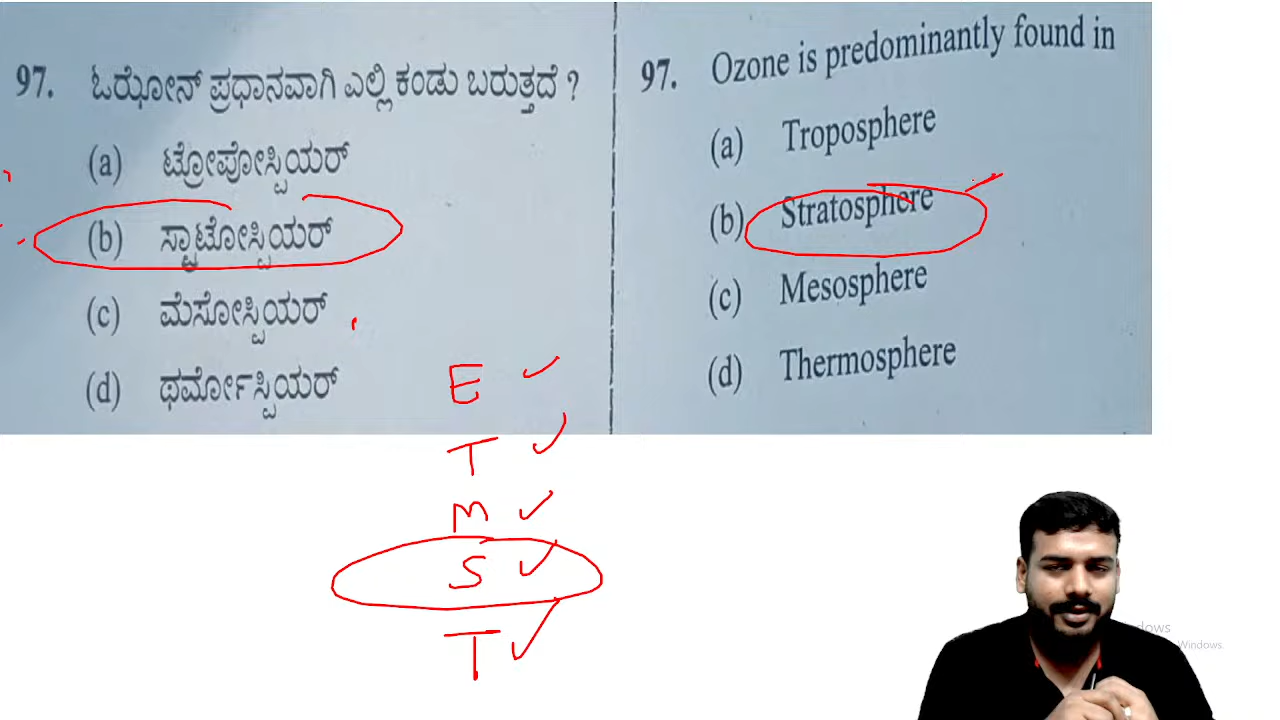 97. ಓಝೋನ್ ಪ್ರಧಾನವಾಗಿ ಎಲ್ಲಿ ಕಂಡು ಬರುತ್ತದೆ ?
(a) ಟ್ರೋಪೋಸ್ಪಿಯರ್
(b) ಸ್ಟ್ರಾಟೋಸ್ಪಿಯರ್
(c) ಮೆಸೋಸ್ಪಿಯರ್
(d) ಥರ್ಮೋಸ್ಪಿಯರ್
97. Ozone is predominantly found in
(a) Troposphere
(b) Stratosphere
(c) Mesosphere
(d) Thermosphere
E
T
M
S
T
Windows